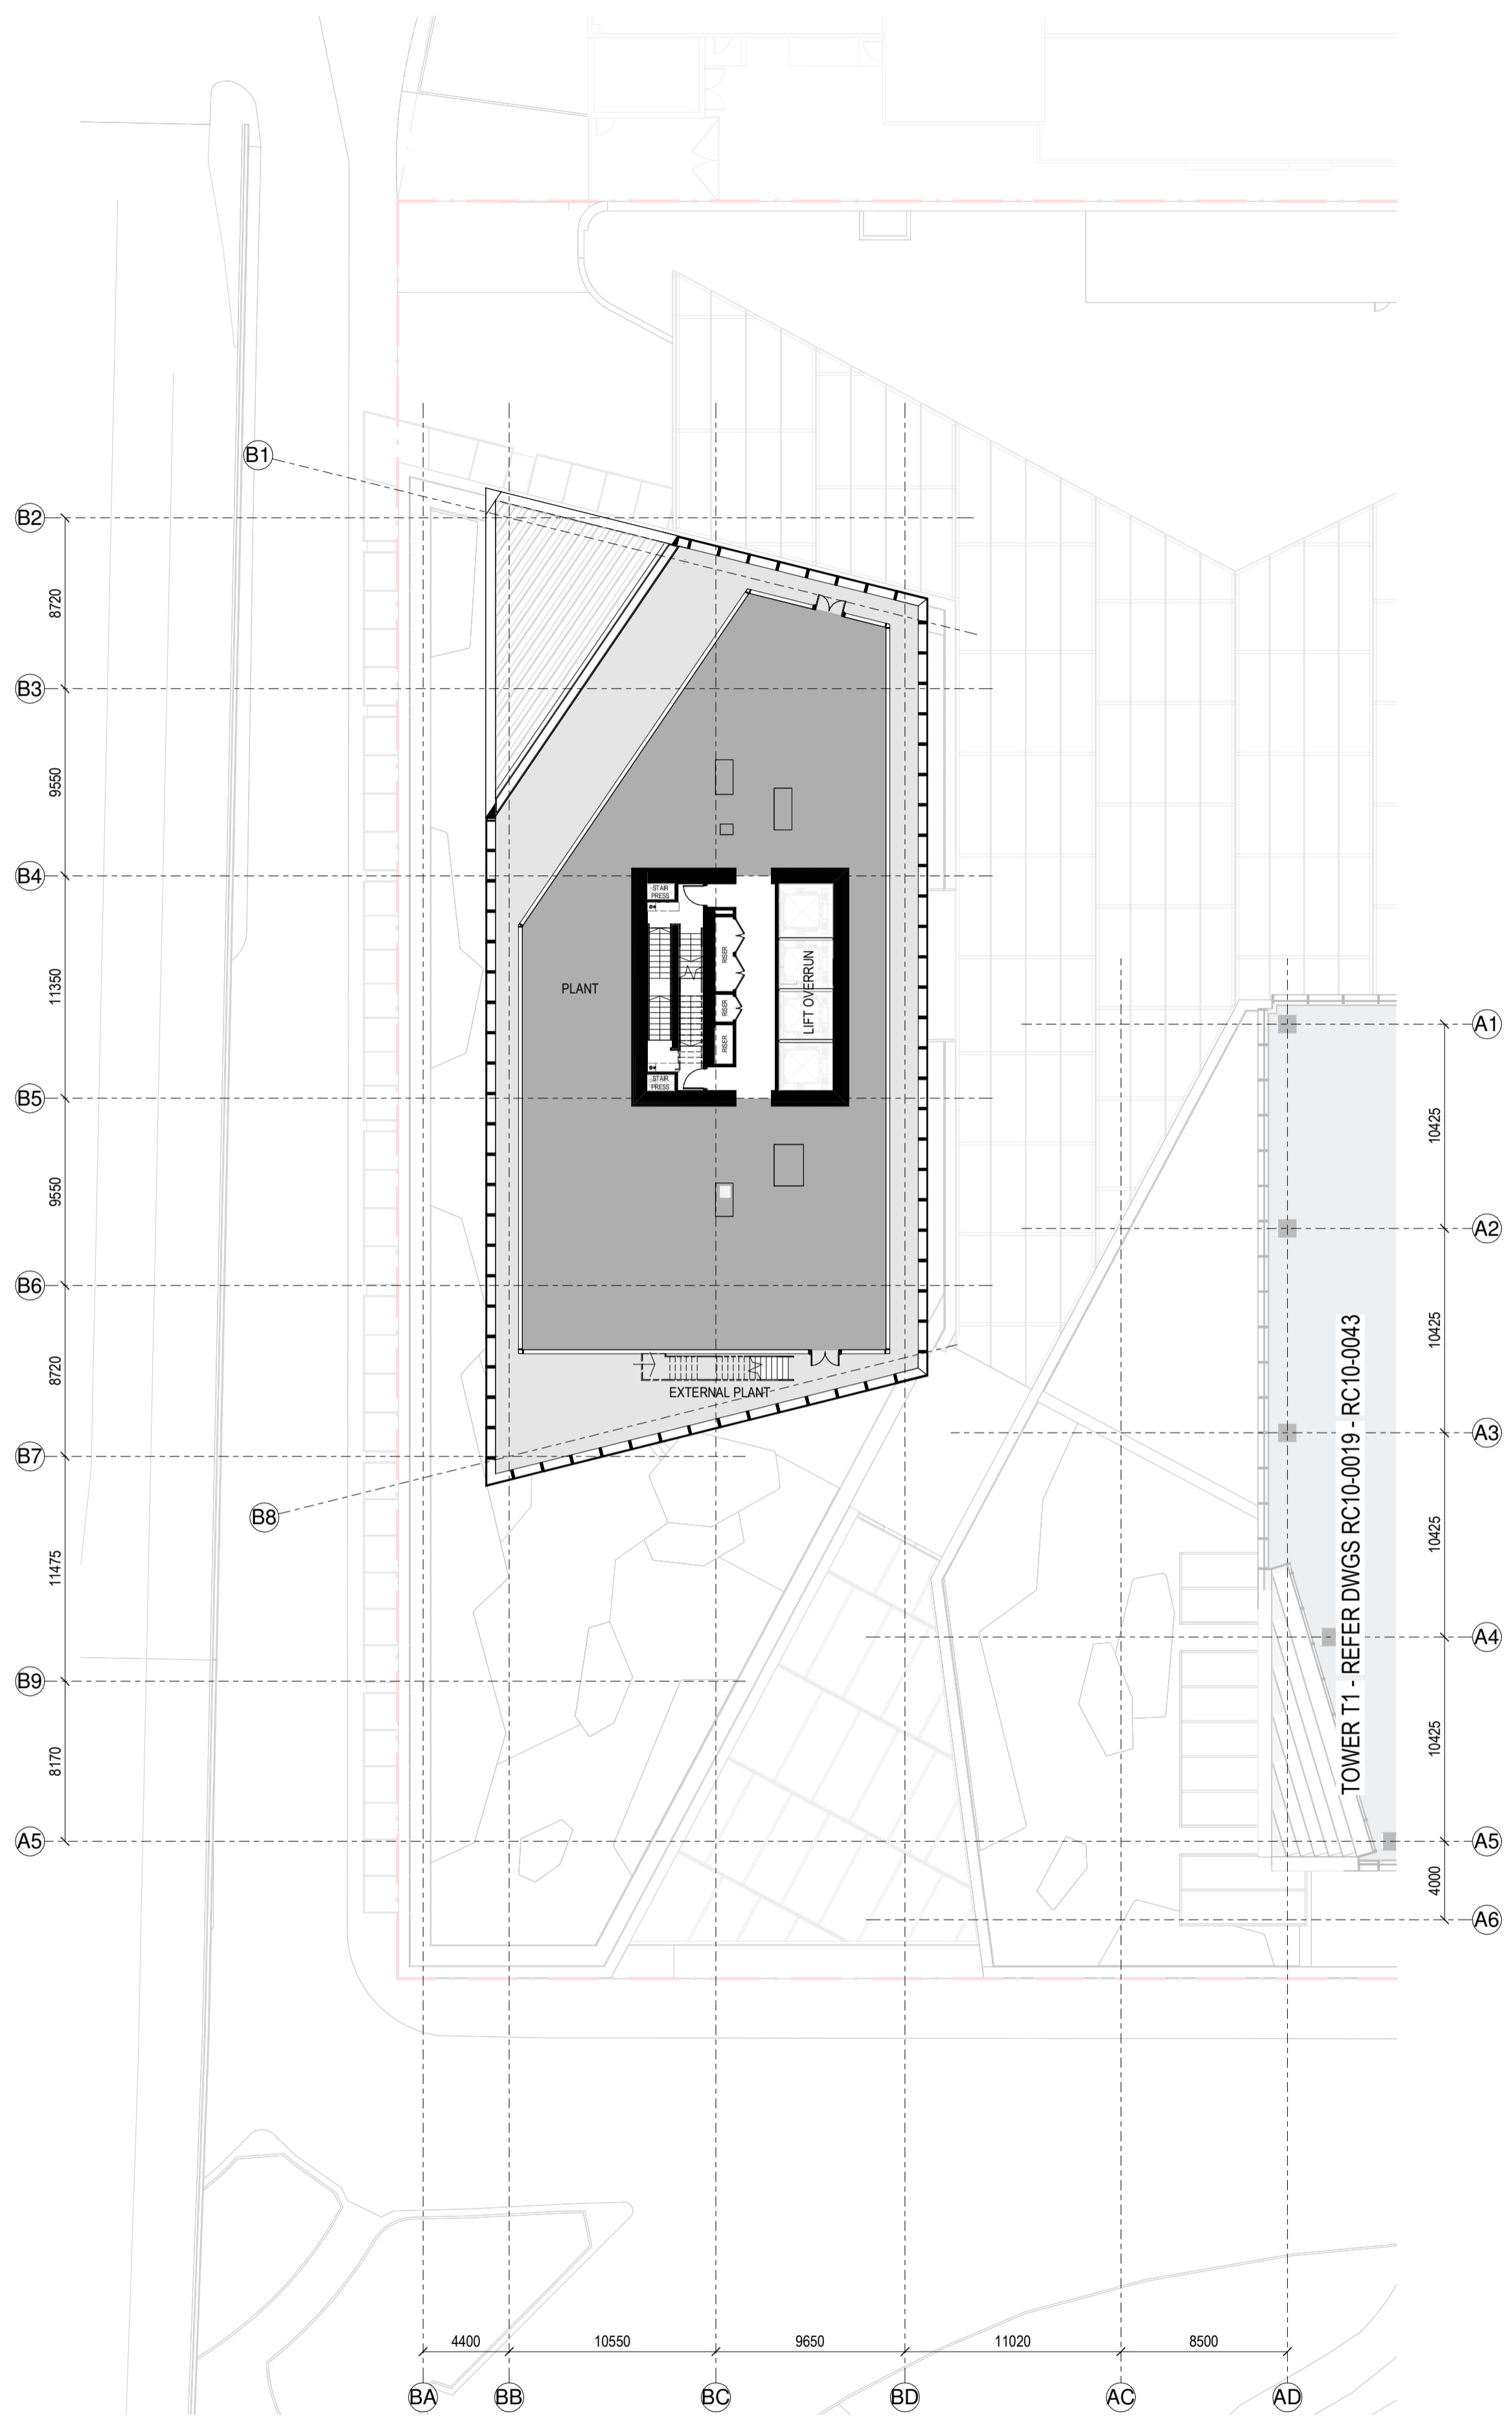 B1
B2
8720
B3
9550
B4
STAIR
PRESS
RISER
PLANT
11350
LIFT OVERRUN
RISER
A1
RISER
STAIR
PRESS
B5
10425
9550
A2
B6
10425
8720
EXTERNAL PLANT
A3
B7
B8
TOWER T1 - REFER DWGS RC10-0019 - RC10-0043
11475
10425
A4
B9
8170
10425
A5
A5
4000
A6
4400
10550
9650
11020
8500
BA
BB
BC
BD
AC
AD